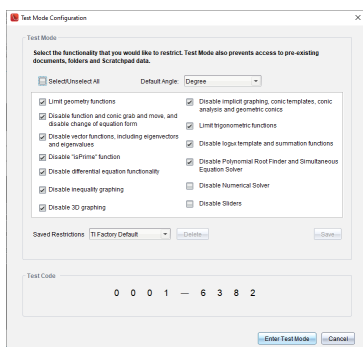 Test Mode Configuration
Test Mode
Select the functionality that you would like to restrict. Test Mode also prevents access to pre-existing
documents, folders and Scratchpad data.
Select/Unselect All
Default Angle:
Degree
Limit geometry functions
Disable function and conic grab and move, and
disable change of equation form
Disable vector functions, including eigenvectors
and eigenvalues
Disable "isPrime" function
Disable differential equation functionality
Disable inequality graphing
Disable 3D graphing
Disable implicit graphing, conic templates, conic
analysis and geometric conics
Limit trigonometric functions
Disable logₐx template and summation functions
Disable Polynomial Root Finder and Simultaneous
Equation Solver
Disable Numerical Solver
Disable Sliders
Saved Restrictions
TI Factory Default
Delete
Save
Test Code
0 0 0 1 — 6 3 8 2
Enter Test Mode
Cancel